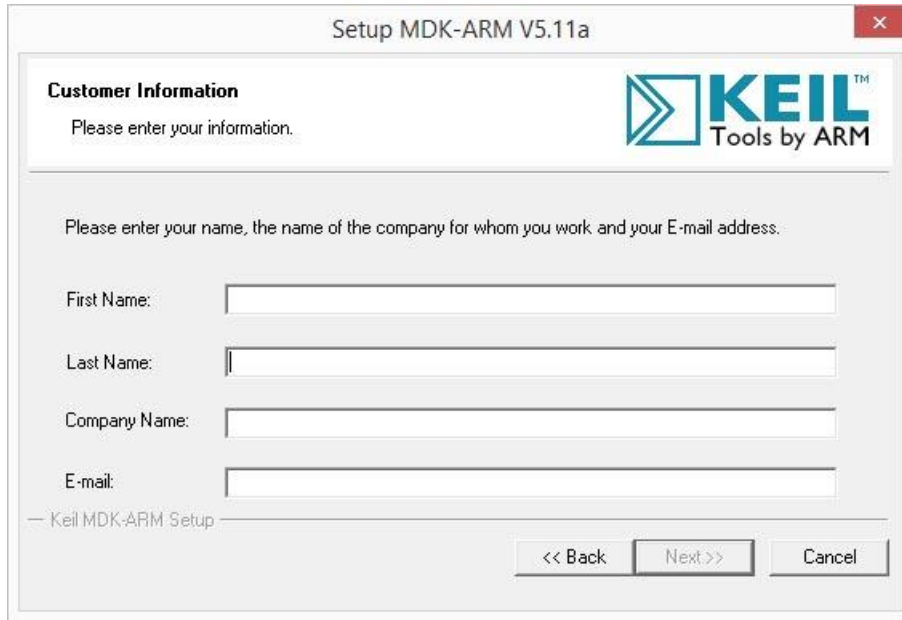 Setup MDK-ARM V5.11a
Customer Information
Please enter your information.
KEIL™
Tools by ARM
Please enter your name, the name of the company for whom you work and your E-mail address.
First Name:
Last Name:
Company Name:
E-mail:
Keil MDK-ARM Setup
<< Back Next >> Cancel